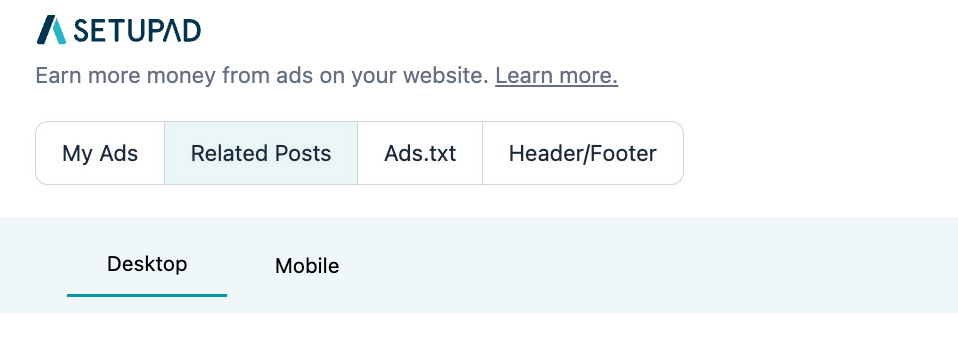 SETUPAD
Earn more money from ads on your website. Learn more.
My Ads Related Posts Ads.txt Header/Footer
Desktop Mobile